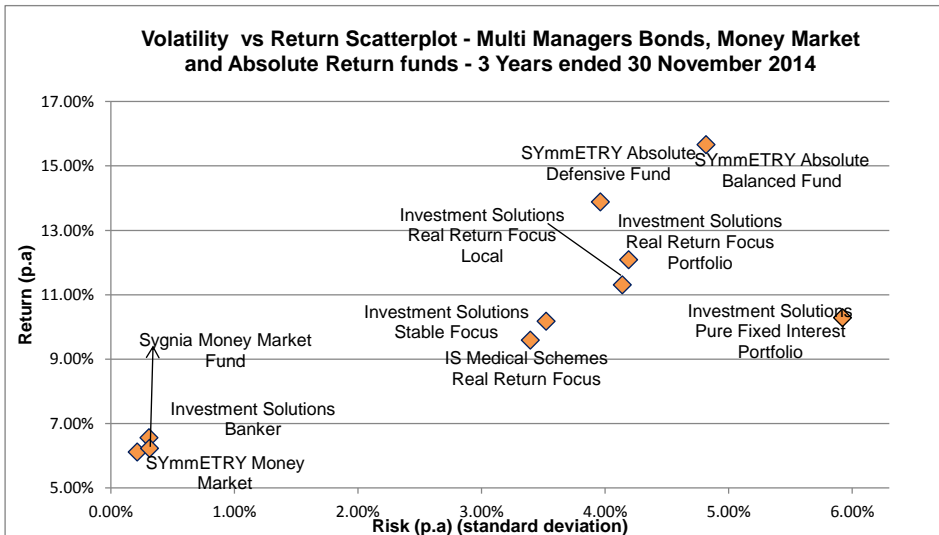 Volatility vs Return Scatterplot - Multi Managers Bonds, Money Market
and Absolute Return funds - 3 Years ended 30 November 2014
17.00%
15.00%
13.00%
11.00%
9.00%
7.00%
5.00%
Return (p.a)
SYmmETRY Absolute
Defensive Fund
SYmmETRY Absolute
Balanced Fund
Investment Solutions
Real Return Focus
Local
Investment Solutions
Real Return Focus
Portfolio
Investment Solutions
Stable Focus
Investment Solutions
Pure Fixed Interest
Portfolio
Sygnia Money Market
Fund
IS Medical Schemes
Real Return Focus
Investment Solutions
Banker
SYmmETRY Money
Market
0.00% 1.00% 2.00% 3.00% 4.00% 5.00% 6.00%
Risk (p.a) (standard deviation)